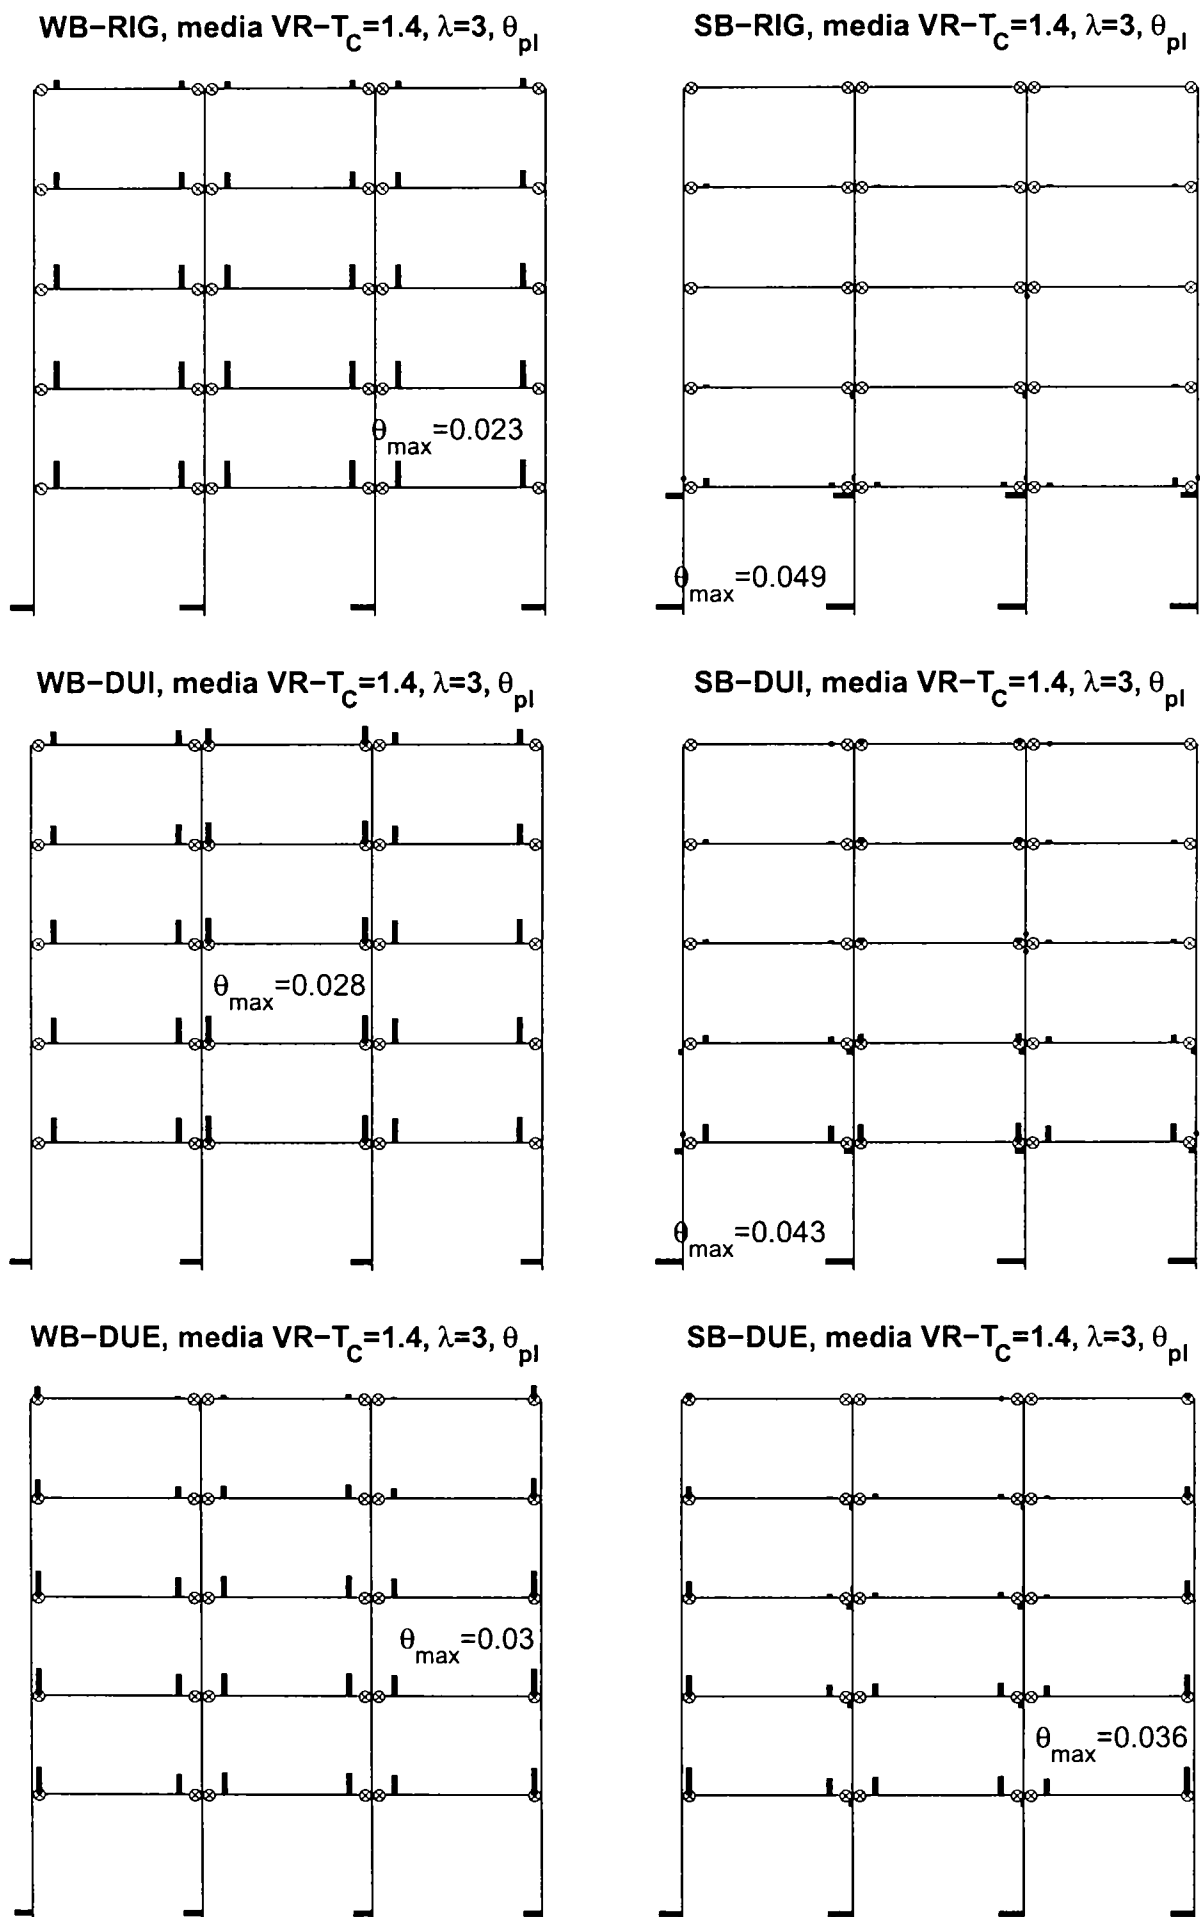 WB−RIG, media VR−T_C=1.4, λ=3, θ_pl
SB−RIG, media VR−T_C=1.4, λ=3, θ_pl
θ_max=0.023
θ_max=0.049
WB−DUI, media VR−T_C=1.4, λ=3, θ_pl
SB−DUI, media VR−T_C=1.4, λ=3, θ_pl
θ_max=0.028
θ_max=0.043
WB−DUE, media VR−T_C=1.4, λ=3, θ_pl
SB−DUE, media VR−T_C=1.4, λ=3, θ_pl
θ_max=0.03
θ_max=0.036